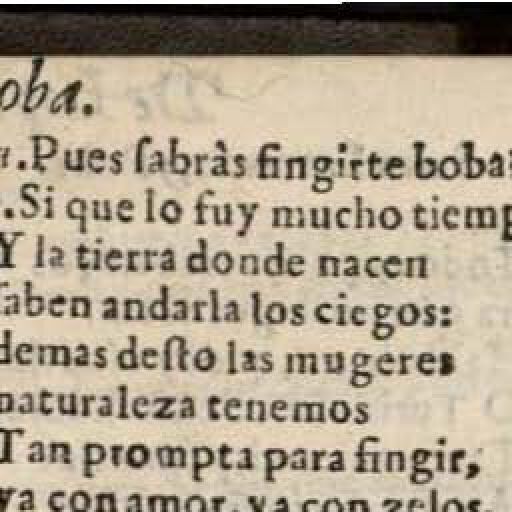 oba.
.Pues ſabràs fingirte boba
.Si que lo fuy mucho tiemp
Y la tierra donde nacen
ſaben andarla los ciegos:
demas deſto las mugeres
naturaleza tenemos
Tan prompta para fingir,
ya con amor, ya con zelos.